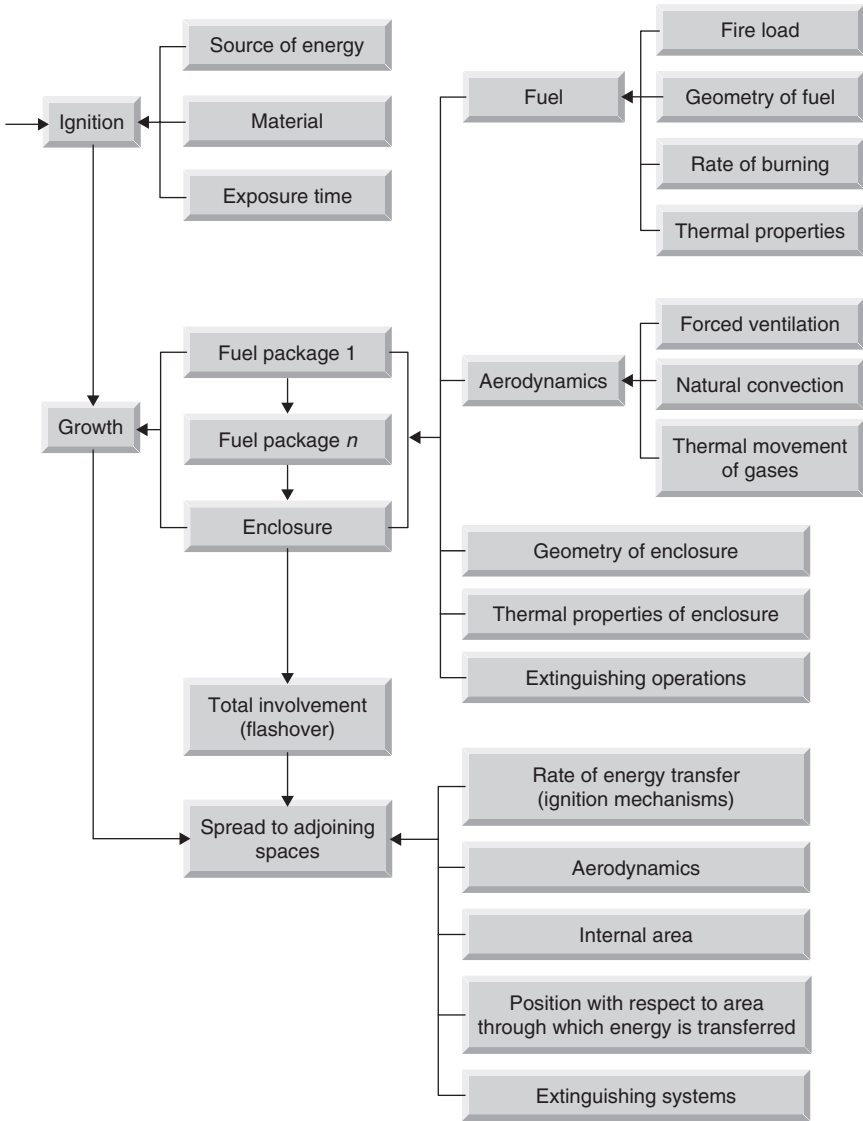 Source of energy
Ignition
Material
Exposure time
Fuel
Fire load
Geometry of fuel
Rate of burning
Thermal properties
Growth
Fuel package 1
Fuel package n
Enclosure
Aerodynamics
Forced ventilation
Natural convection
Thermal movement
of gases
Geometry of enclosure
Thermal properties of enclosure
Extinguishing operations
Total involvement
(flashover)
Spread to adjoining
spaces
Rate of energy transfer
(ignition mechanisms)
Aerodynamics
Internal area
Position with respect to area
through which energy is transferred
Extinguishing systems